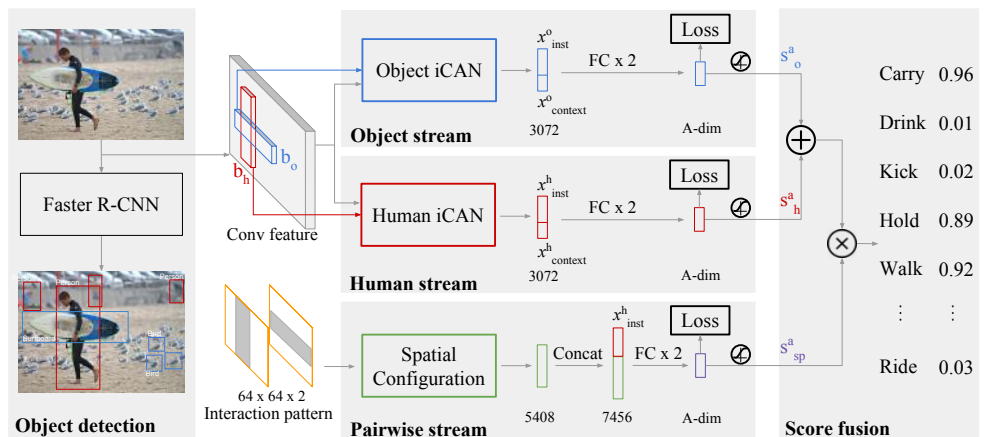 Faster R-CNN
Person
Person
Person
Surfboard
Bird
Bird
Object detection
b_h
b_o
Conv feature
64 x 64 x 2
Interaction pattern
Object iCAN
x^o_inst
x^o_context
3072
FC x 2
Loss
A-dim
s^a_o
Object stream
Human iCAN
x^h_inst
x^h_context
3072
FC x 2
Loss
A-dim
s^a_h
Human stream
Spatial
Configuration
5408
Concat
x^h_inst
7456
FC x 2
Loss
A-dim
s^a_sp
Pairwise stream
Carry 0.96
Drink 0.01
Kick 0.02
Hold 0.89
Walk 0.92
⋮ ⋮
Ride 0.03
Score fusion